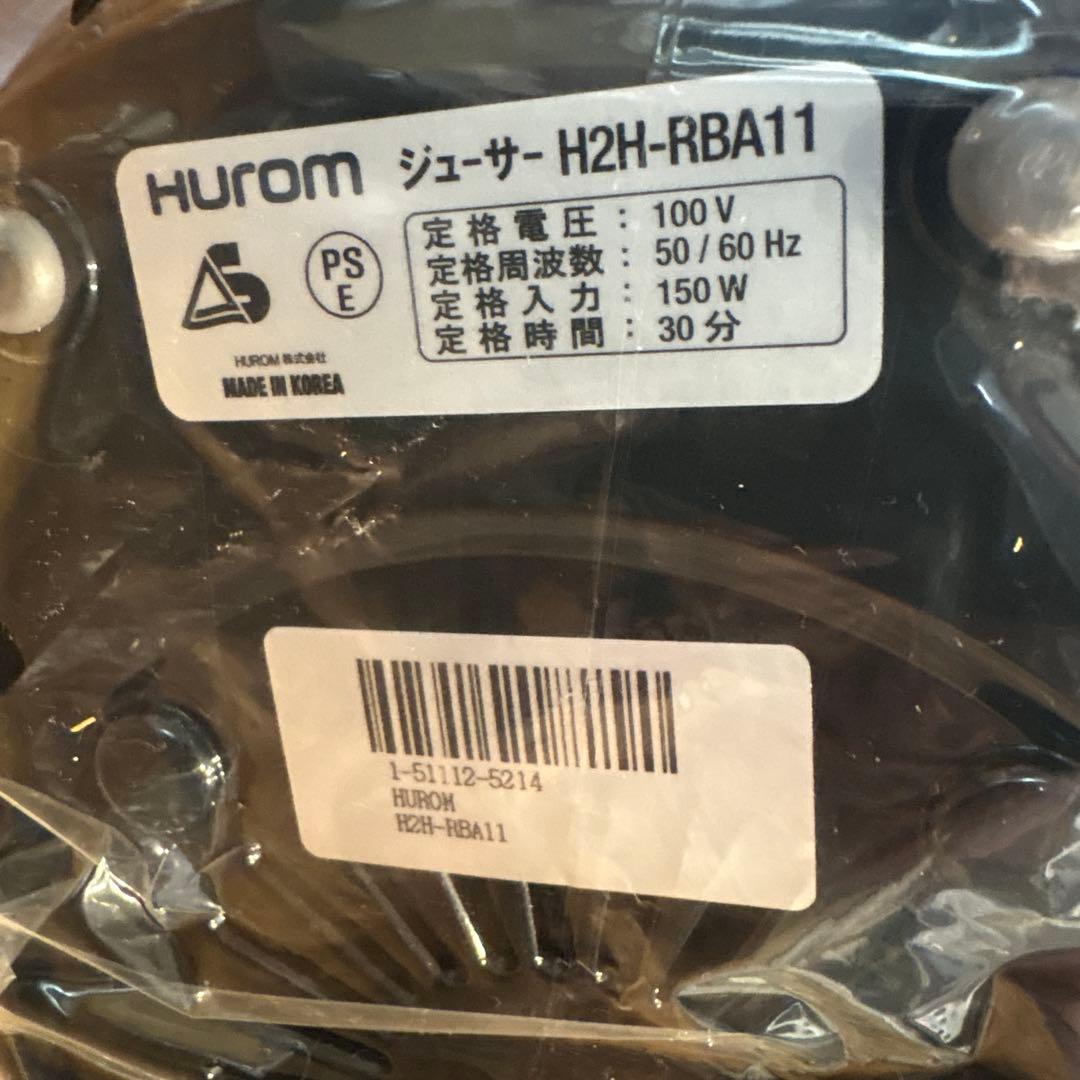 HUROM ジューサー H2H-RBA11
定格電圧 : 100 V
定格周波数 : 50 / 60 Hz
定格入力 : 150 W
定格時間 : 30 分
PS
E
HUROM 株式会社
MADE IN KOREA
1-51112-5214
HUROM
H2H-RBA11